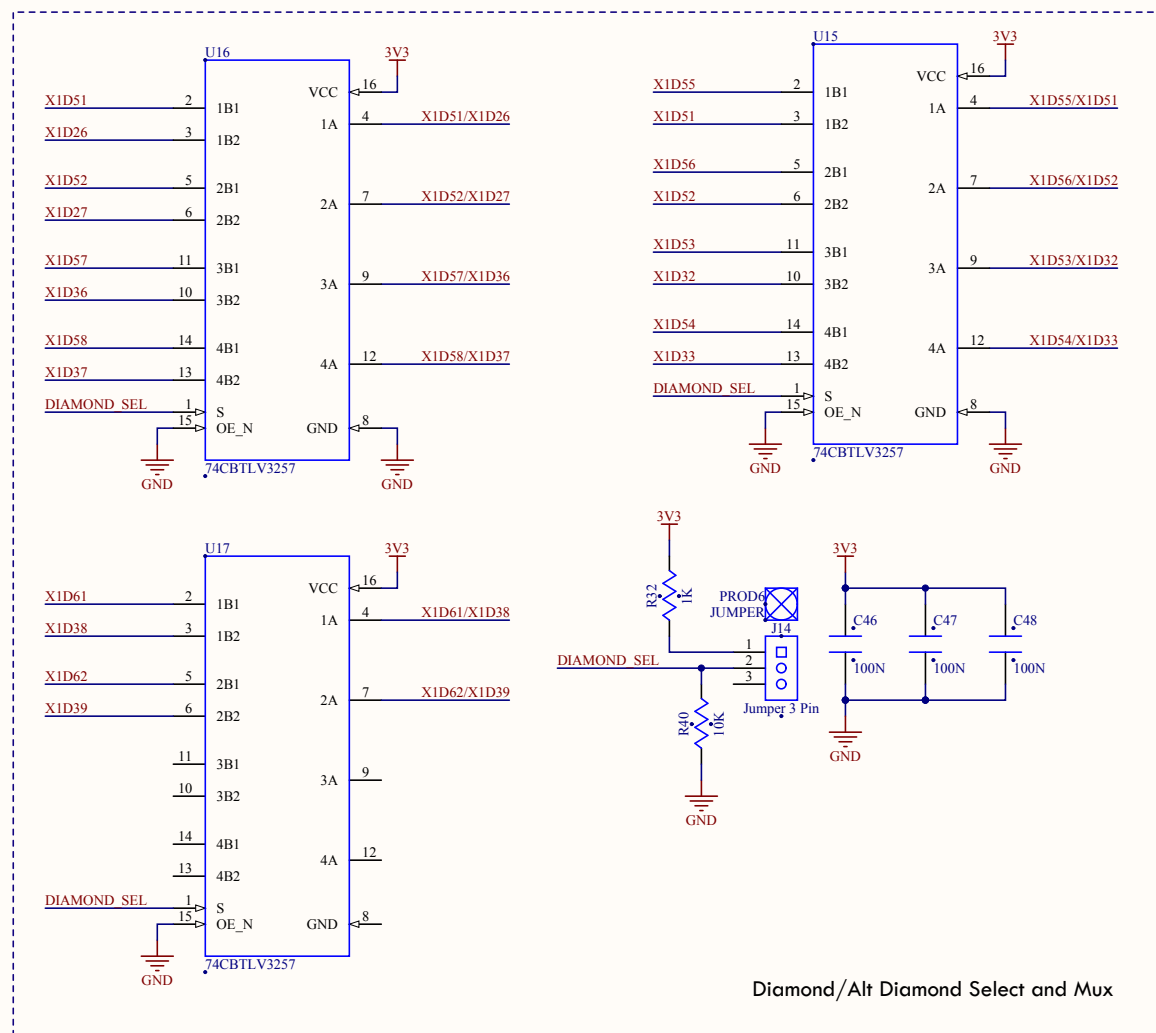 U16
X1D51 2 1B1
X1D26 3 1B2
X1D52 5 2B1
X1D27 6 2B2
X1D57 11 3B1
X1D36 10 3B2
X1D58 14 4B1
X1D37 13 4B2
DIAMOND_SEL 1 S
15 OE_N
GND
VCC 16 3V3
1A 4 X1D51/X1D26
2A 7 X1D52/X1D27
3A 9 X1D57/X1D36
4A 12 X1D58/X1D37
GND 8
GND
74CBTLV3257
U15
X1D55 2 1B1
X1D51 3 1B2
X1D56 5 2B1
X1D52 6 2B2
X1D53 11 3B1
X1D32 10 3B2
X1D54 14 4B1
X1D33 13 4B2
DIAMOND_SEL 1 S
15 OE_N
GND
VCC 16 3V3
1A 4 X1D55/X1D51
2A 7 X1D56/X1D52
3A 9 X1D53/X1D32
4A 12 X1D54/X1D33
GND 8
GND
74CBTLV3257
U17
X1D61 2 1B1
X1D38 3 1B2
X1D62 5 2B1
X1D39 6 2B2
11 3B1
10 3B2
14 4B1
13 4B2
DIAMOND_SEL 1 S
15 OE_N
GND
VCC 16 3V3
1A 4 X1D61/X1D38
2A 7 X1D62/X1D39
3A 9
4A 12
GND 8
74CBTLV3257
3V3
R32
1K
PROD6
JUMPER
J14
1
DIAMOND_SEL 2
3
Jumper 3 Pin
R40
10K
GND
3V3
C46 C47 C48
100N 100N 100N
GND
Diamond/Alt Diamond Select and Mux